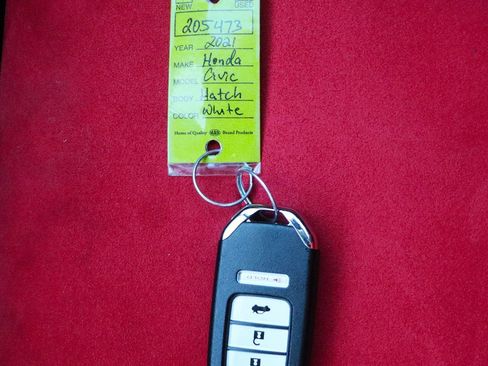 NEW USED
205473
YEAR 2021
MAKE Honda
MODEL Civic
BODY Hatch
COLOR White
Home of Quality Brand Products